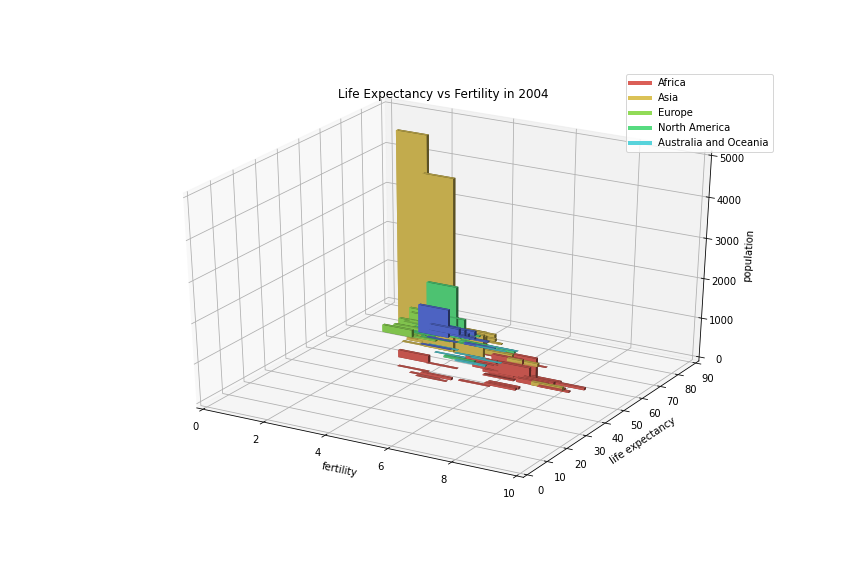 Life Expectancy vs Fertility in 2004
Africa
Asia
Europe
North America
Australia and Oceania
5000
4000
3000
2000
1000
0
population
0
2
4
6
8
10
fertility
0
10
20
30
40
50
60
70
80
90
life expectancy